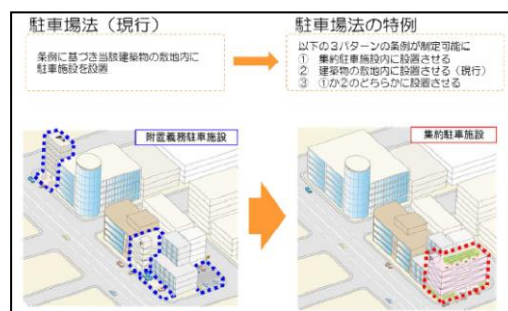 駐車場法(現行)
条例に基づき当該建築物の敷地内に
駐車施設を設置
駐車場法の特例
以下の3パターンの条例が制定可能に
① 集約駐車施設内に設置させる
② 建築物の敷地内に設置させる(現行)
③ ①か②のどちらかに設置させる
附置義務駐車施設
集約駐車施設